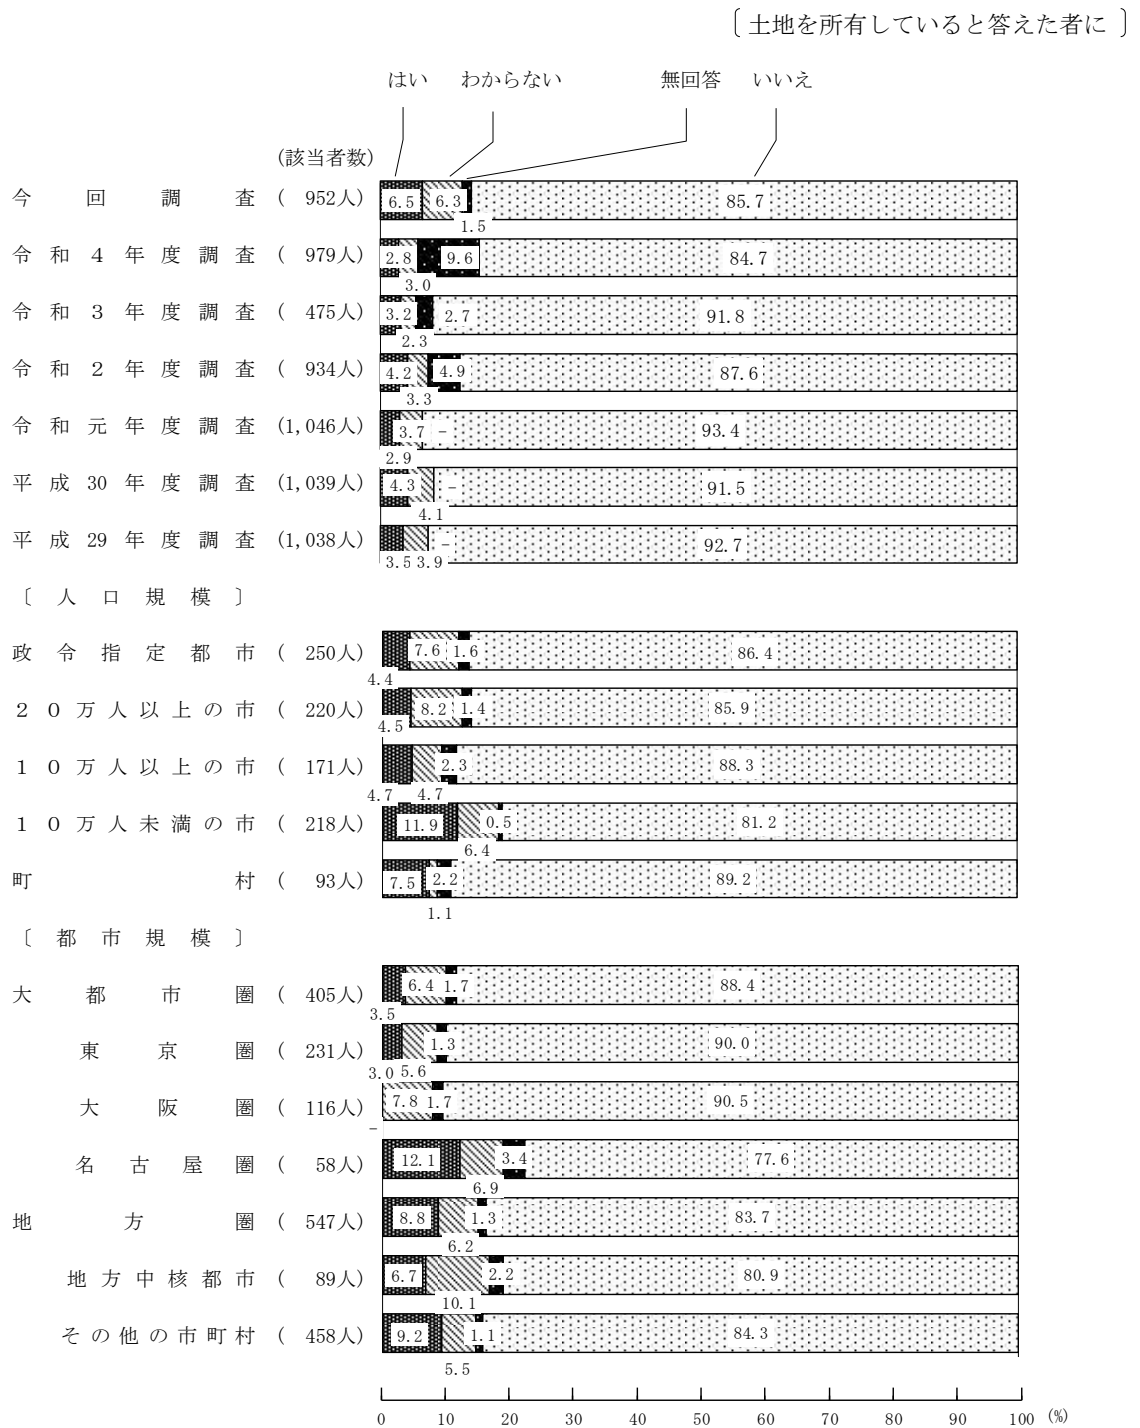 〔土地を所有していると答えた者に〕
はい わからない 無回答 いいえ
(該当者数)
今回調査 ( 952人) 6.5 6.3 85.7
1.5
令和4年度調査 ( 979人) 2.8 9.6 84.7
3.0
令和3年度調査 ( 475人) 3.2 2.7 91.8
2.3
令和2年度調査 ( 934人) 4.2 4.9 87.6
3.3
令和元年度調査 (1,046人) 3.7 - 93.4
2.9
平成30年度調査 (1,039人) 4.3 - 91.5
4.1
平成29年度調査 (1,038人) - 92.7
3.5 3.9
〔人口規模〕
政令指定都市 ( 250人) 7.6 1.6 86.4
4.4
20万人以上の市 ( 220人) 8.2 1.4 85.9
4.5
10万人以上の市 ( 171人) 2.3 88.3
4.7 4.7
10万人未満の市 ( 218人) 11.9 0.5 81.2
6.4
町村 ( 93人) 7.5 2.2 89.2
1.1
〔都市規模〕
大都市圏 ( 405人) 6.4 1.7 88.4
3.5
東京圏 ( 231人) 1.3 90.0
3.0 5.6
大阪圏 ( 116人) 7.8 1.7 90.5
-
名古屋圏 ( 58人) 12.1 3.4 77.6
6.9
地方圏 ( 547人) 8.8 1.3 83.7
6.2
地方中核都市 ( 89人) 6.7 2.2 80.9
10.1
その他の市町村 ( 458人) 9.2 1.1 84.3
5.5
0 10 20 30 40 50 60 70 80 90 100 (%)